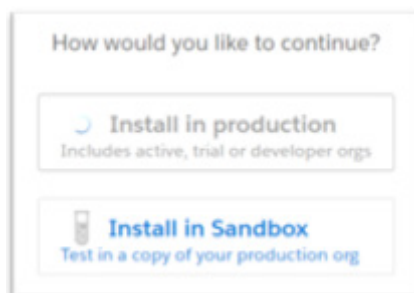 How would you like to continue?
Install in production
Includes active, trial or developer orgs
Install in Sandbox
Test in a copy of your production org